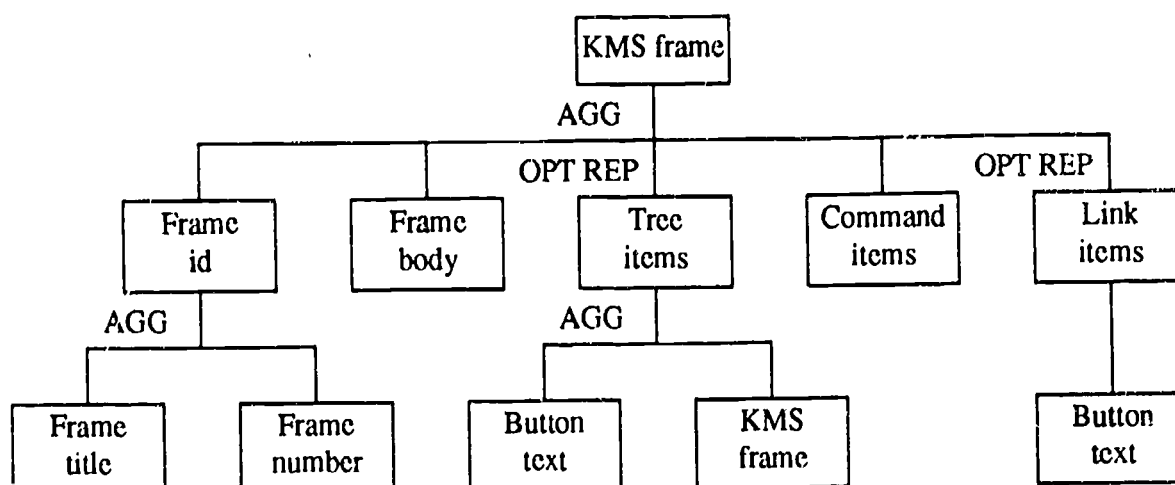 KMS frame
AGG
OPT REP
OPT REP
Frame
id
Frame
body
Tree
items
Command
items
Link
items
AGG
AGG
Frame
title
Frame
number
Button
text
KMS
frame
Button
text